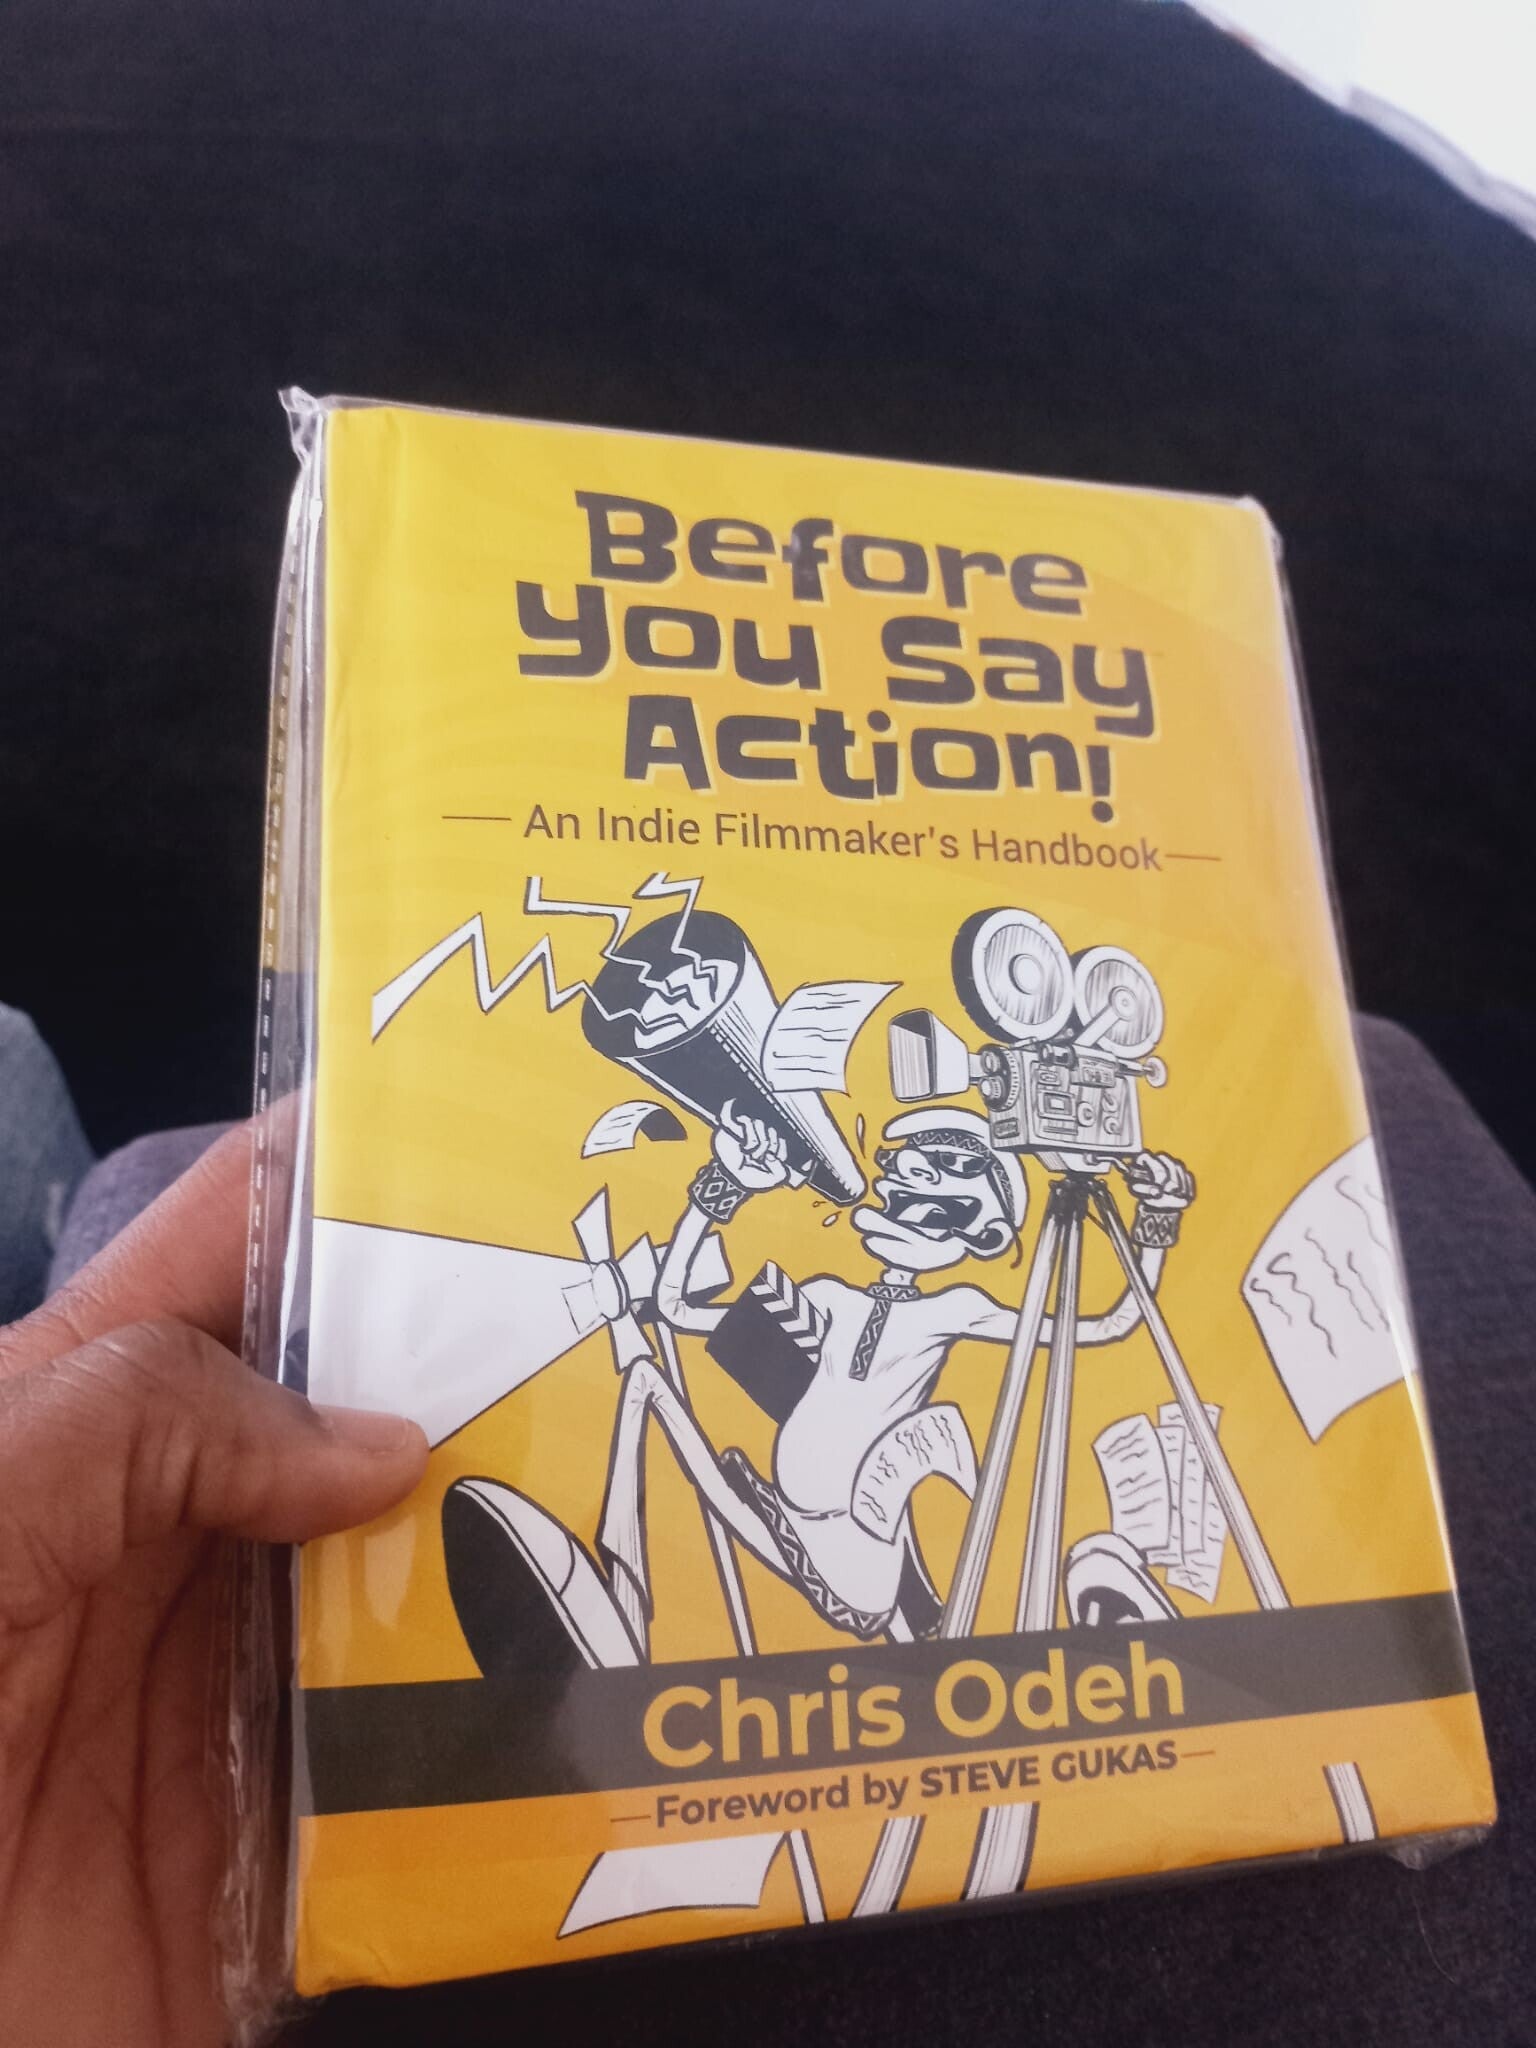 Before
you Say
Action!
An Indie Filmmaker's Handbook
Chris Odeh
Foreword by STEVE GUKAS